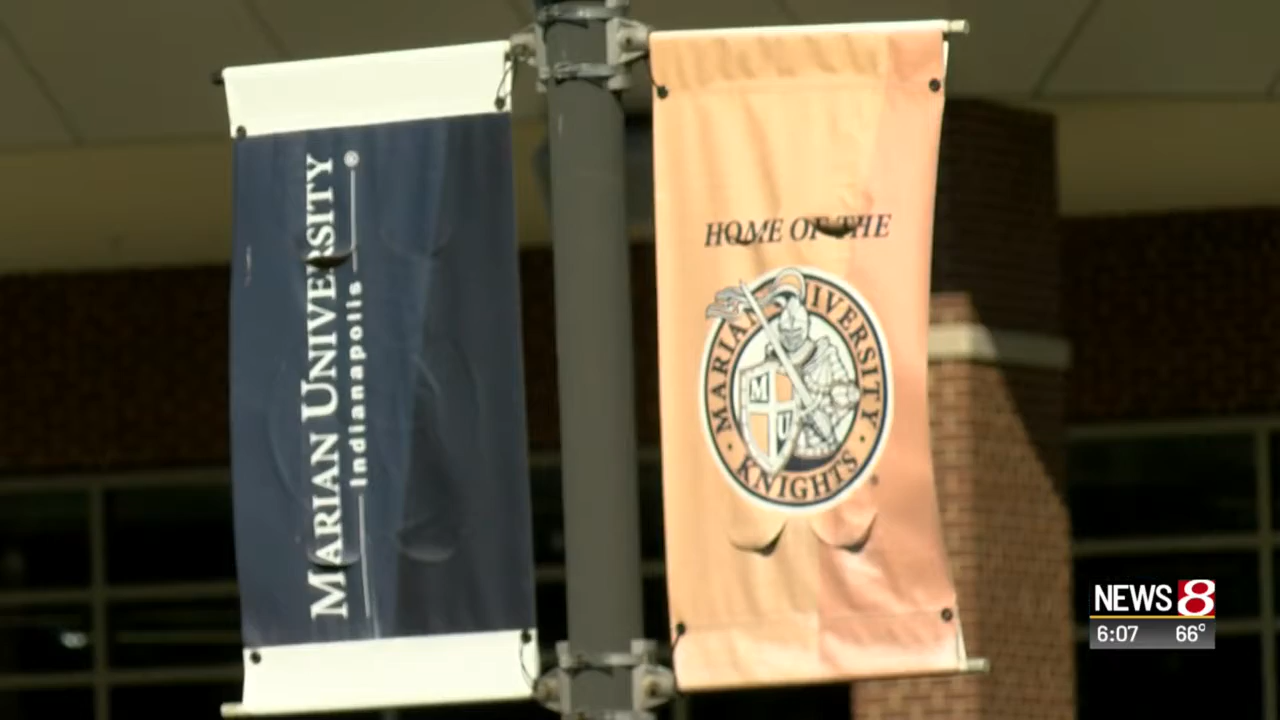 MARIAN UNIVERSITY®
Indianapolis
HOME OF THE
MARIAN UNIVERSITY
M
U
· KNIGHTS ·
NEWS 8
6:07 66°